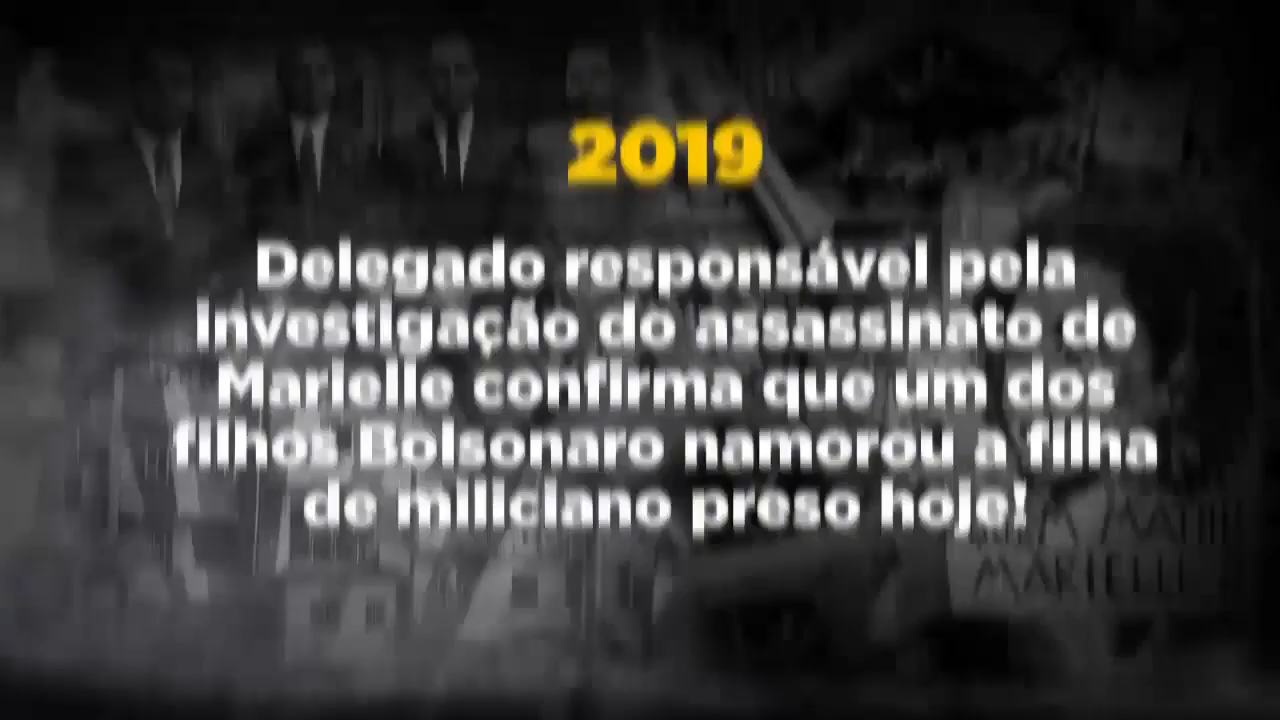 2019
Delegado responsável pela
investigação do assassinato de
Marielle confirma que um dos
filhos Bolsonaro namorou a filha
de miliciano preso hoje!
MARIELLE